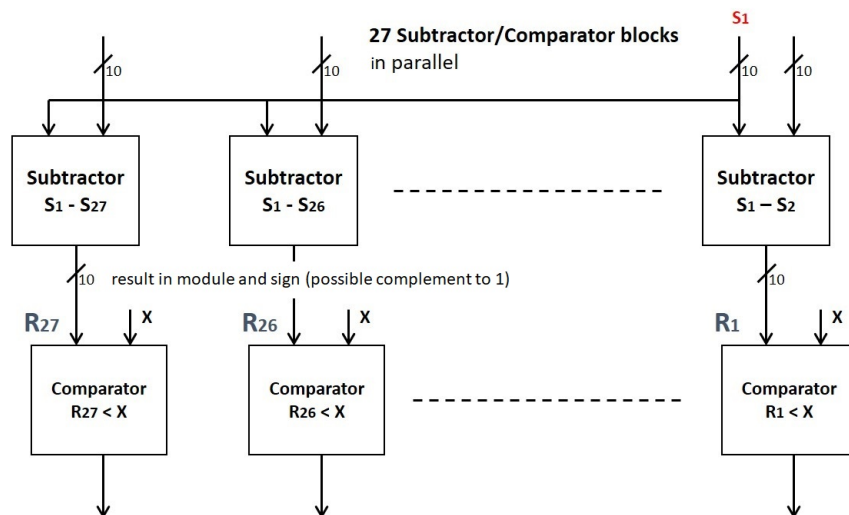 S1
27 Subtractor/Comparator blocks
in parallel
10
10
10
10
Subtractor
S1 - S27
Subtractor
S1 - S26
Subtractor
S1 – S2
10
result in module and sign (possible complement to 1)
10
R27
X
R26
X
R1
X
Comparator
R27 < X
Comparator
R26 < X
Comparator
R1 < X